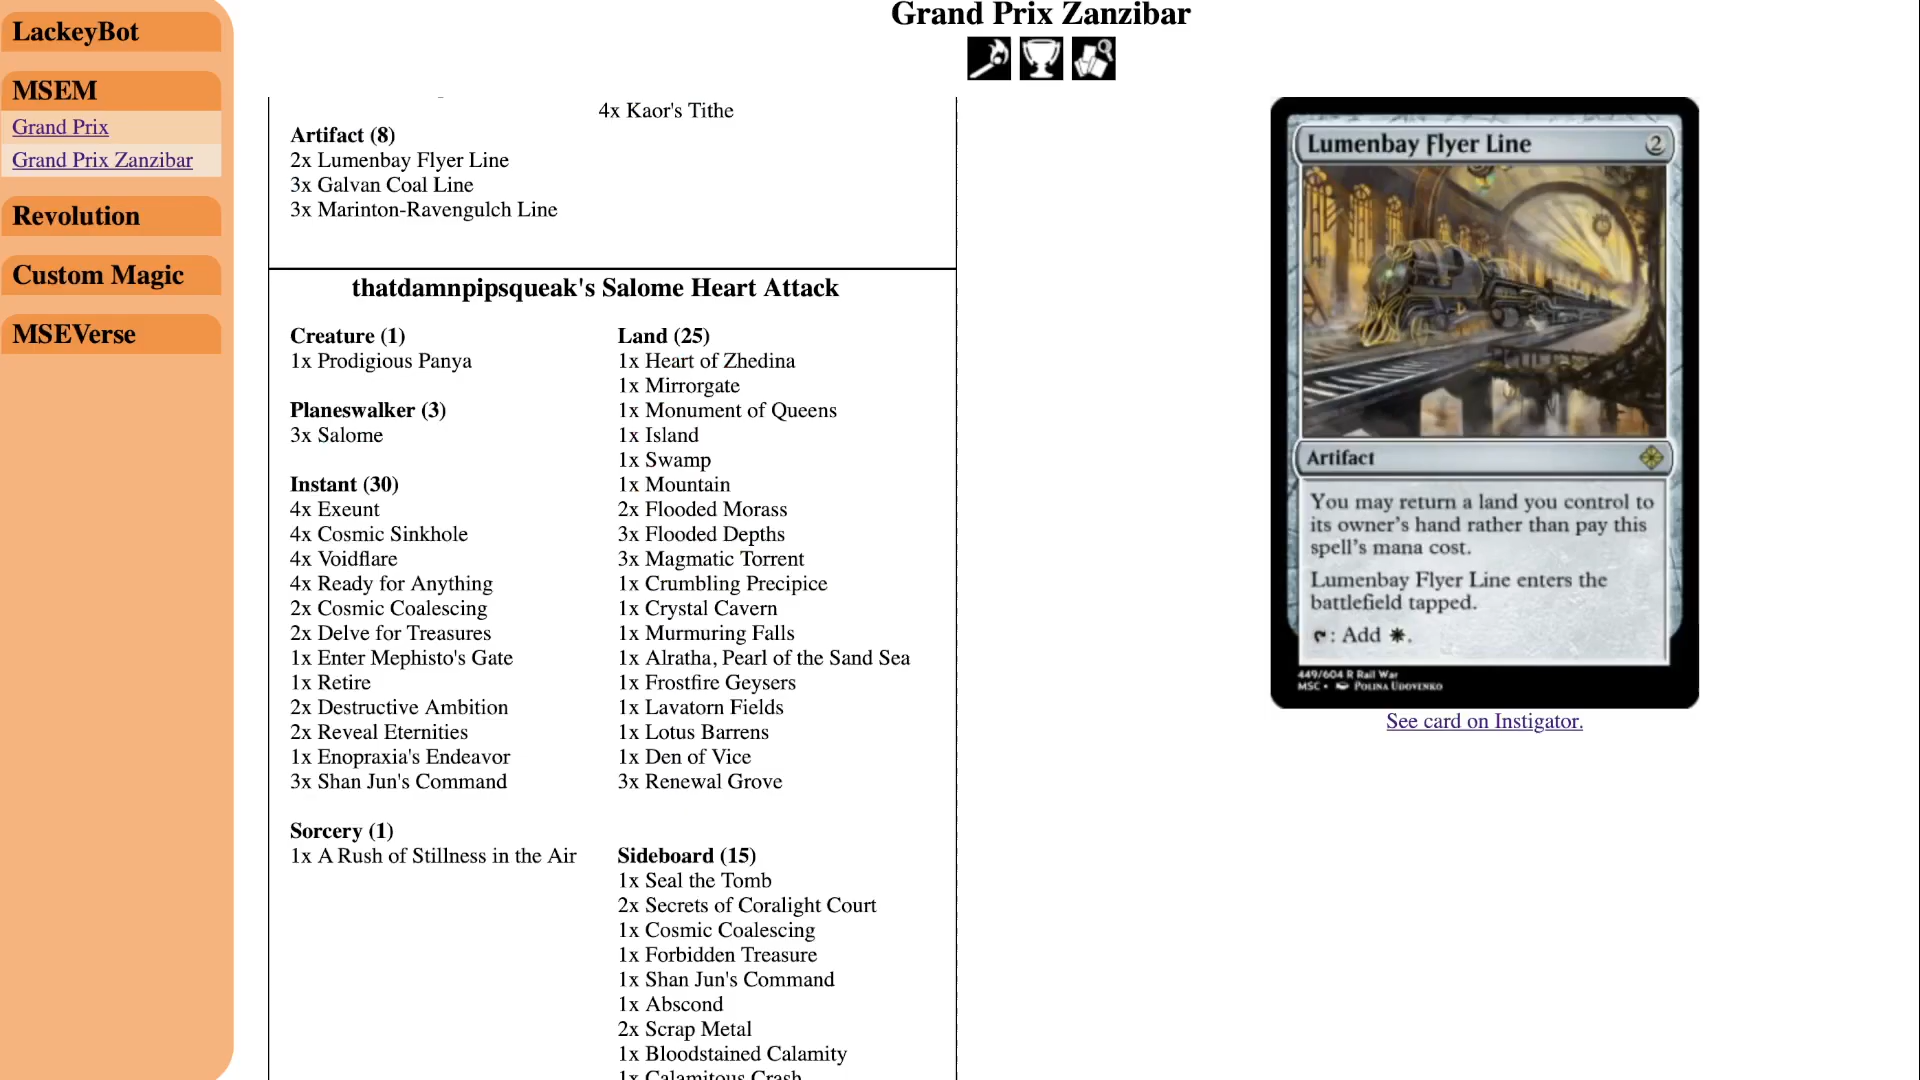 Grand Prix Zanzibar
LackeyBot
MSEM
Grand Prix
Grand Prix Zanzibar
Revolution
Custom Magic
MSEVerse
4x Kaor's Tithe
Artifact (8)
2x Lumenbay Flyer Line
3x Galvan Coal Line
3x Marinton-Ravengulch Line
thatdamnpipsqueak's Salome Heart Attack
Creature (1)
1x Prodigious Panya
Planeswalker (3)
3x Salome
Instant (30)
4x Exeunt
4x Cosmic Sinkhole
4x Voidflare
4x Ready for Anything
2x Cosmic Coalescing
2x Delve for Treasures
1x Enter Mephisto's Gate
1x Retire
2x Destructive Ambition
2x Reveal Eternities
1x Enopraxia's Endeavor
3x Shan Jun's Command
Sorcery (1)
1x A Rush of Stillness in the Air
Land (25)
1x Heart of Zhedina
1x Mirrorgate
1x Monument of Queens
1x Island
1x Swamp
1x Mountain
2x Flooded Morass
3x Flooded Depths
3x Magmatic Torrent
1x Crumbling Precipice
1x Crystal Cavern
1x Murmuring Falls
1x Alratha, Pearl of the Sand Sea
1x Frostfire Geysers
1x Lavatorn Fields
1x Lotus Barrens
1x Den of Vice
3x Renewal Grove
Sideboard (15)
1x Seal the Tomb
2x Secrets of Coralight Court
1x Cosmic Coalescing
1x Forbidden Treasure
1x Shan Jun's Command
1x Abscond
2x Scrap Metal
1x Bloodstained Calamity
1x Calamitous Crash
Lumenbay Flyer Line 2
Artifact
You may return a land you control to
its owner's hand rather than pay this
spell's mana cost.
Lumenbay Flyer Line enters the
battlefield tapped.
: Add .
449/604 R Rail War
MSC • Polina Udovenko
See card on Instigator.